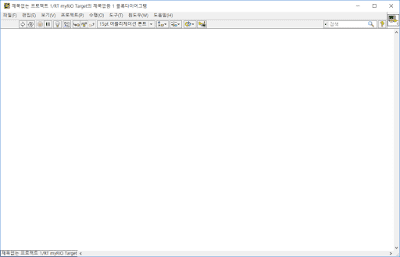 제목없는 프로젝트 1/RT myRIO Target의 제목없음 1 블록다이어그램
파일(F) 편집(E) 보기(V) 프로젝트(P) 수행(O) 도구(T) 윈도우(W) 도움말(H)
15pt 어플리케이션 폰트
검색
제목없는 프로젝트 1/RT myRIO Target